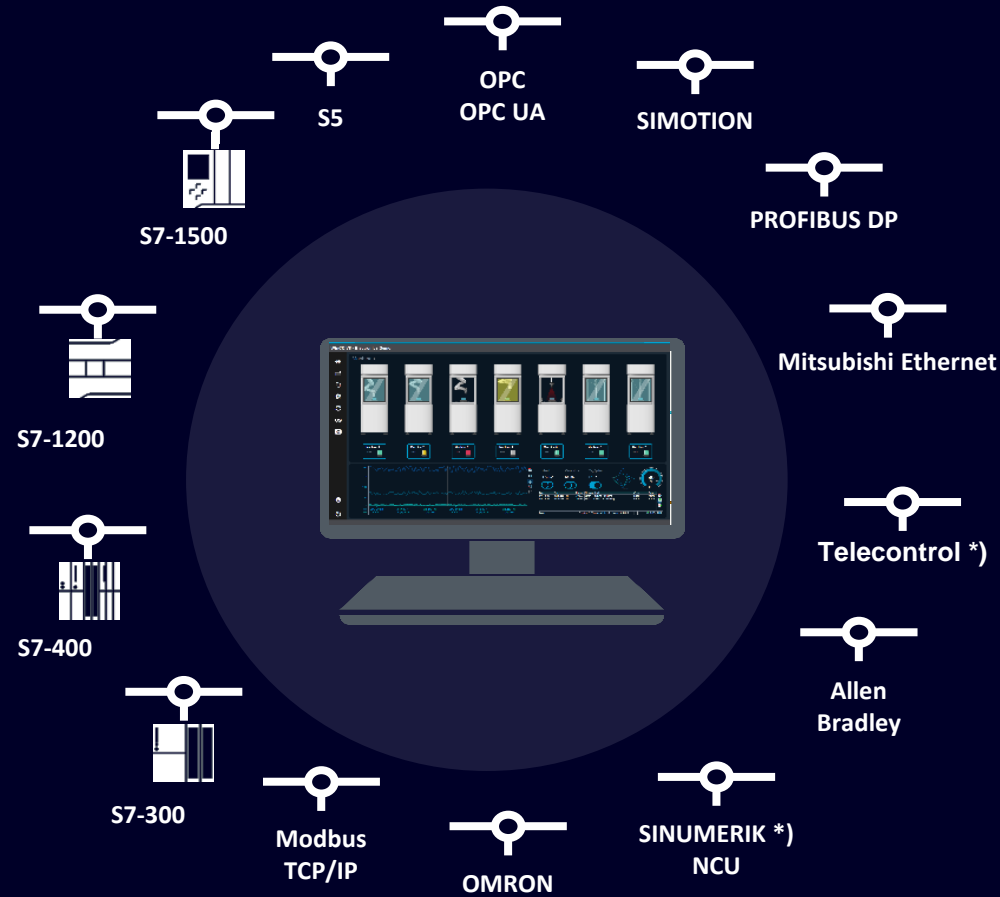 OPC
OPC UA
S5
SIMOTION
S7-1500
PROFIBUS DP
Mitsubishi Ethernet
S7-1200
Telecontrol *)
S7-400
Allen
Bradley
S7-300
Modbus
TCP/IP
SINUMERIK *)
NCU
OMRON